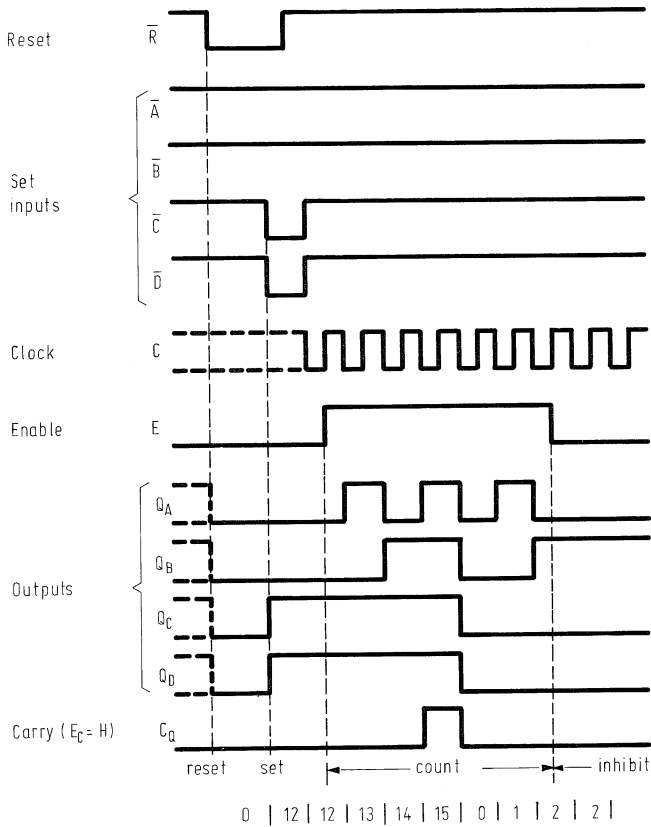 Reset R̅
A̅
B̅
Set inputs
C̅
D̅
Clock C
Enable E
Q_A
Q_B
Outputs
Q_C
Q_D
Carry (E_C = H) C_Q
reset set count inhibit
0 | 12 | 12 | 13 | 14 | 15 | 0 | 1 | 2 | 2 |